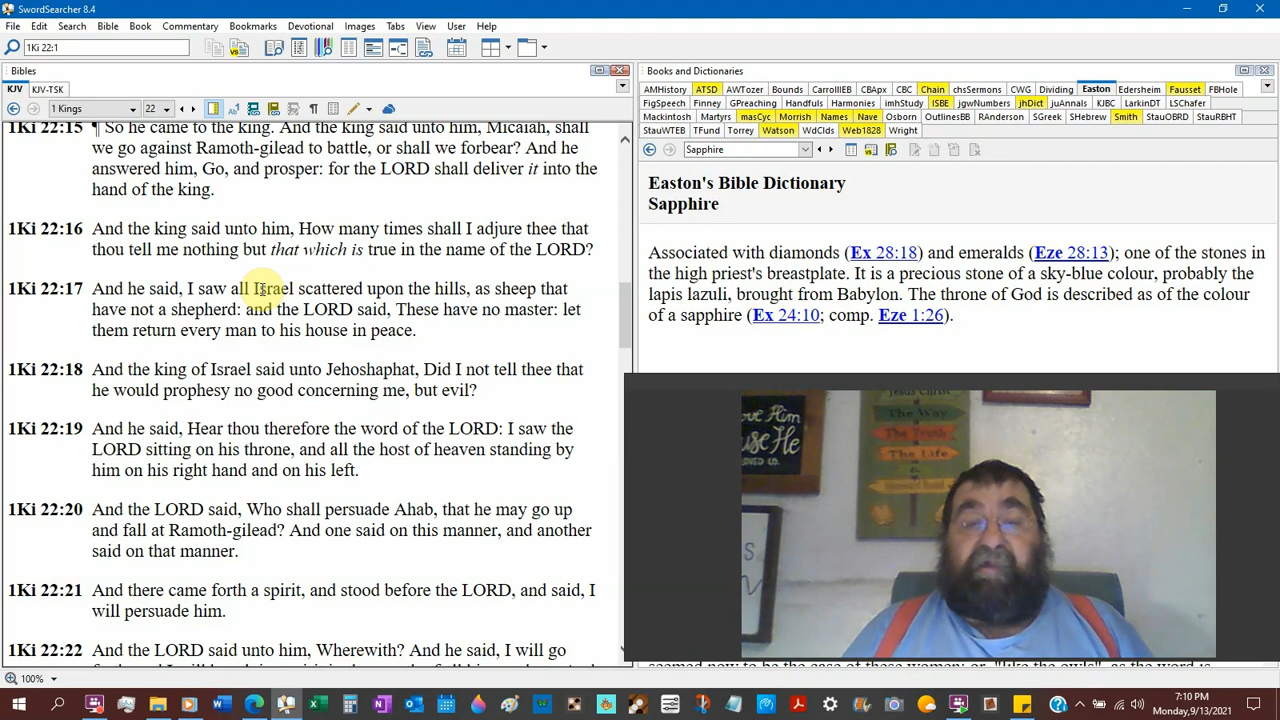 SwordSearcher 8.4
File Edit Search Bible Book Commentary Bookmarks Devotional Images Tabs View User Help
1Ki 22:1
Bibles
KJV KJV-TSK
1 Kings 22
1Ki 22:15 ¶ So he came to the king. And the king said unto him, Micaiah, shall
we go against Ramoth-gilead to battle, or shall we forbear? And he
answered him, Go, and prosper: for the LORD shall deliver it into the
hand of the king.
1Ki 22:16 And the king said unto him, How many times shall I adjure thee that
thou tell me nothing but that which is true in the name of the LORD?
1Ki 22:17 And he said, I saw all Israel scattered upon the hills, as sheep that
have not a shepherd: and the LORD said, These have no master: let
them return every man to his house in peace.
1Ki 22:18 And the king of Israel said unto Jehoshaphat, Did I not tell thee that
he would prophesy no good concerning me, but evil?
1Ki 22:19 And he said, Hear thou therefore the word of the LORD: I saw the
LORD sitting on his throne, and all the host of heaven standing by
him on his right hand and on his left.
1Ki 22:20 And the LORD said, Who shall persuade Ahab, that he may go up
and fall at Ramoth-gilead? And one said on this manner, and another
said on that manner.
1Ki 22:21 And there came forth a spirit, and stood before the LORD, and said, I
will persuade him.
1Ki 22:22 And the LORD said unto him, Wherewith? And he said, I will go
100%
Books and Dictionaries
AMHistory ATSD AWTozer Bounds CarrollEB CBApx CBC Chain chsSermons CWG Dividing Easton Edersheim Fausset FBHole
FigSpeech Finney GPreaching Handfuls Harmonies imhStudy ISBE jgwNumbers jhDict juAnnals KJBC LarkinDT LSChafer
Mackintosh Martyrs masCyc Morrish Names Nave Osborn OutlinesBB RAnderson SGreek SHebrew Smith StauOBRD StaupRBHT
StauWTEB TFund Torrey Watson WdClds Web1828 Wright
Sapphire
Easton's Bible Dictionary
Sapphire
Associated with diamonds (Ex 28:18) and emeralds (Eze 28:13); one of the stones in
the high priest's breastplate. It is a precious stone of a sky-blue colour, probably the
lapis lazuli, brought from Babylon. The throne of God is described as of the colour
of a sapphire (Ex 24:10; comp. Eze 1:26).
Jesus Christ
The Way
The Truth
The Life
7:10 PM
Monday,9/13/2021